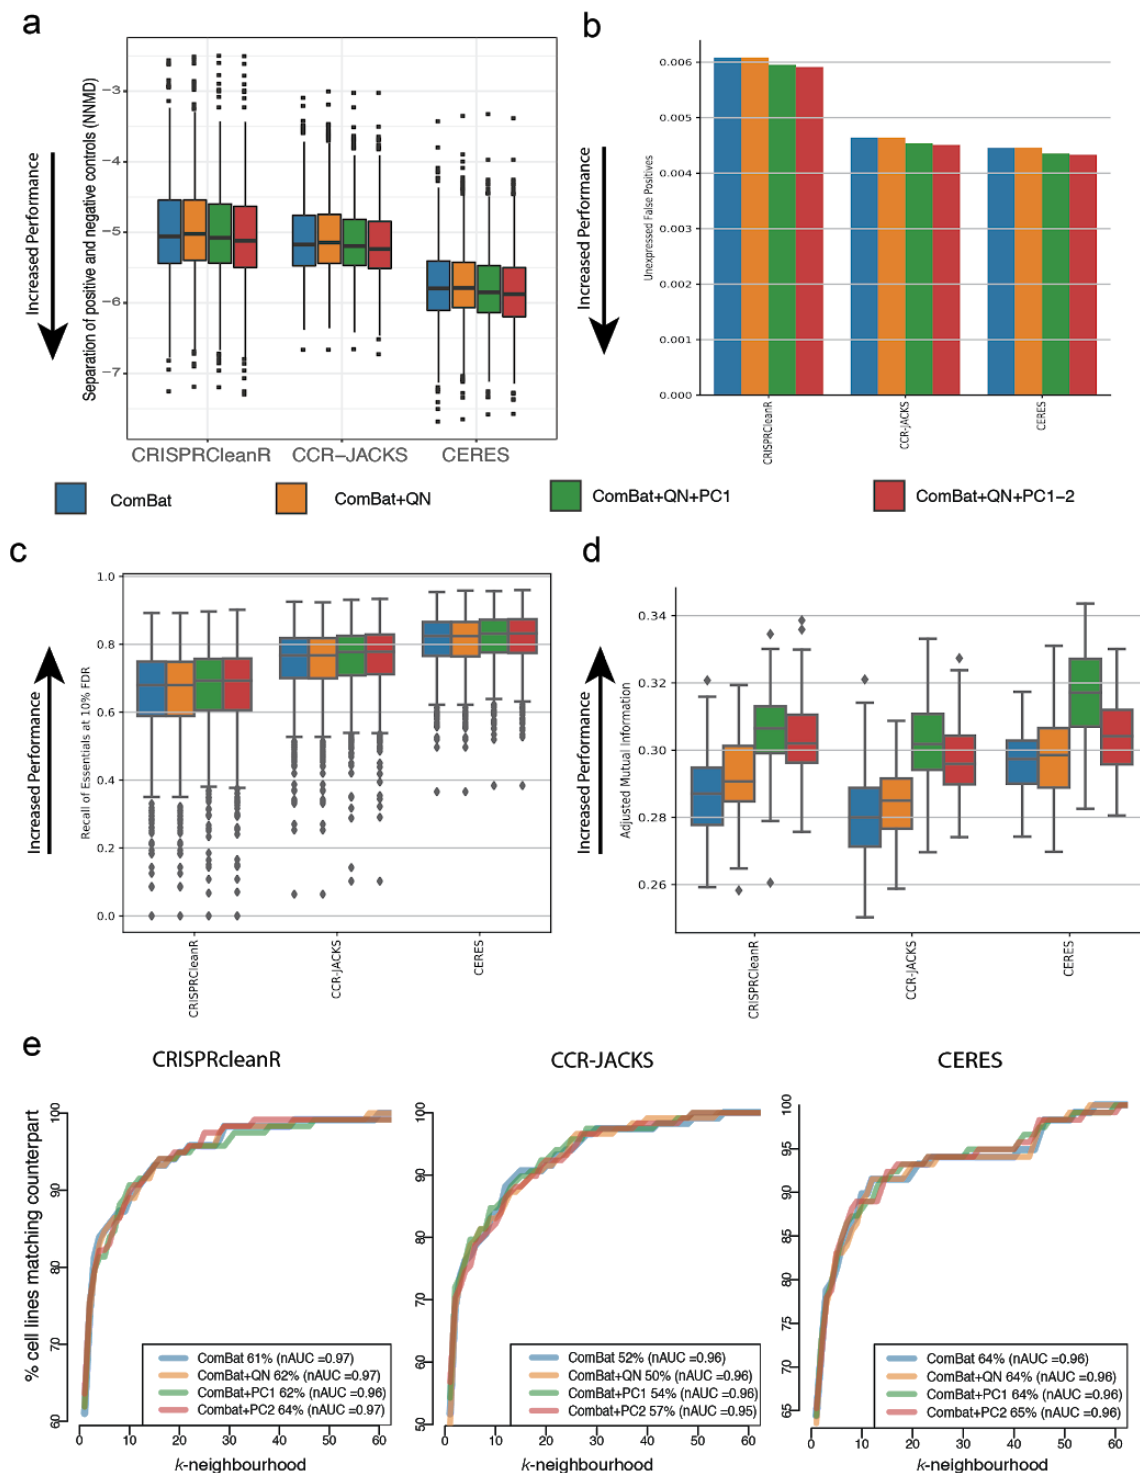 a
Increased Performance
Separation of positive and negative controls (NNMD)
−3
−4
−5
−6
−7
CRISPRCleanR
CCR−JACKS
CERES
b
Increased Performance
Unexpressed False Positives
0.006
0.005
0.004
0.003
0.002
0.001
0.000
CRISPRCleanR
CCR-JACKS
CERES
ComBat
ComBat+QN
ComBat+QN+PC1
ComBat+QN+PC1−2
c
Increased Performance
Recall of Essentials at 10% FDR
1.0
0.8
0.6
0.4
0.2
0.0
CRISPRCleanR
CCR-JACKS
CERES
d
Increased Performance
Adjusted Mutual Information
0.34
0.32
0.30
0.28
0.26
CRISPRCleanR
CCR-JACKS
CERES
e
% cell lines matching counterpart
CRISPRcleanR
100
90
80
70
60
ComBat 61% (nAUC =0.97)
ComBat+QN 62% (nAUC =0.97)
ComBat+PC1 62% (nAUC =0.96)
Combat+PC2 64% (nAUC =0.97)
0 10 20 30 40 50 60
k-neighbourhood
CCR-JACKS
100
90
80
70
60
50
ComBat 52% (nAUC =0.96)
ComBat+QN 50% (nAUC =0.96)
ComBat+PC1 54% (nAUC =0.96)
ComBat+PC2 57% (nAUC =0.95)
0 10 20 30 40 50 60
k-neighbourhood
CERES
100
95
90
85
80
75
70
65
ComBat 64% (nAUC =0.96)
ComBat+QN 64% (nAUC =0.96)
ComBat+PC1 64% (nAUC =0.96)
Combat+PC2 65% (nAUC =0.96)
0 10 20 30 40 50 60
k-neighbourhood